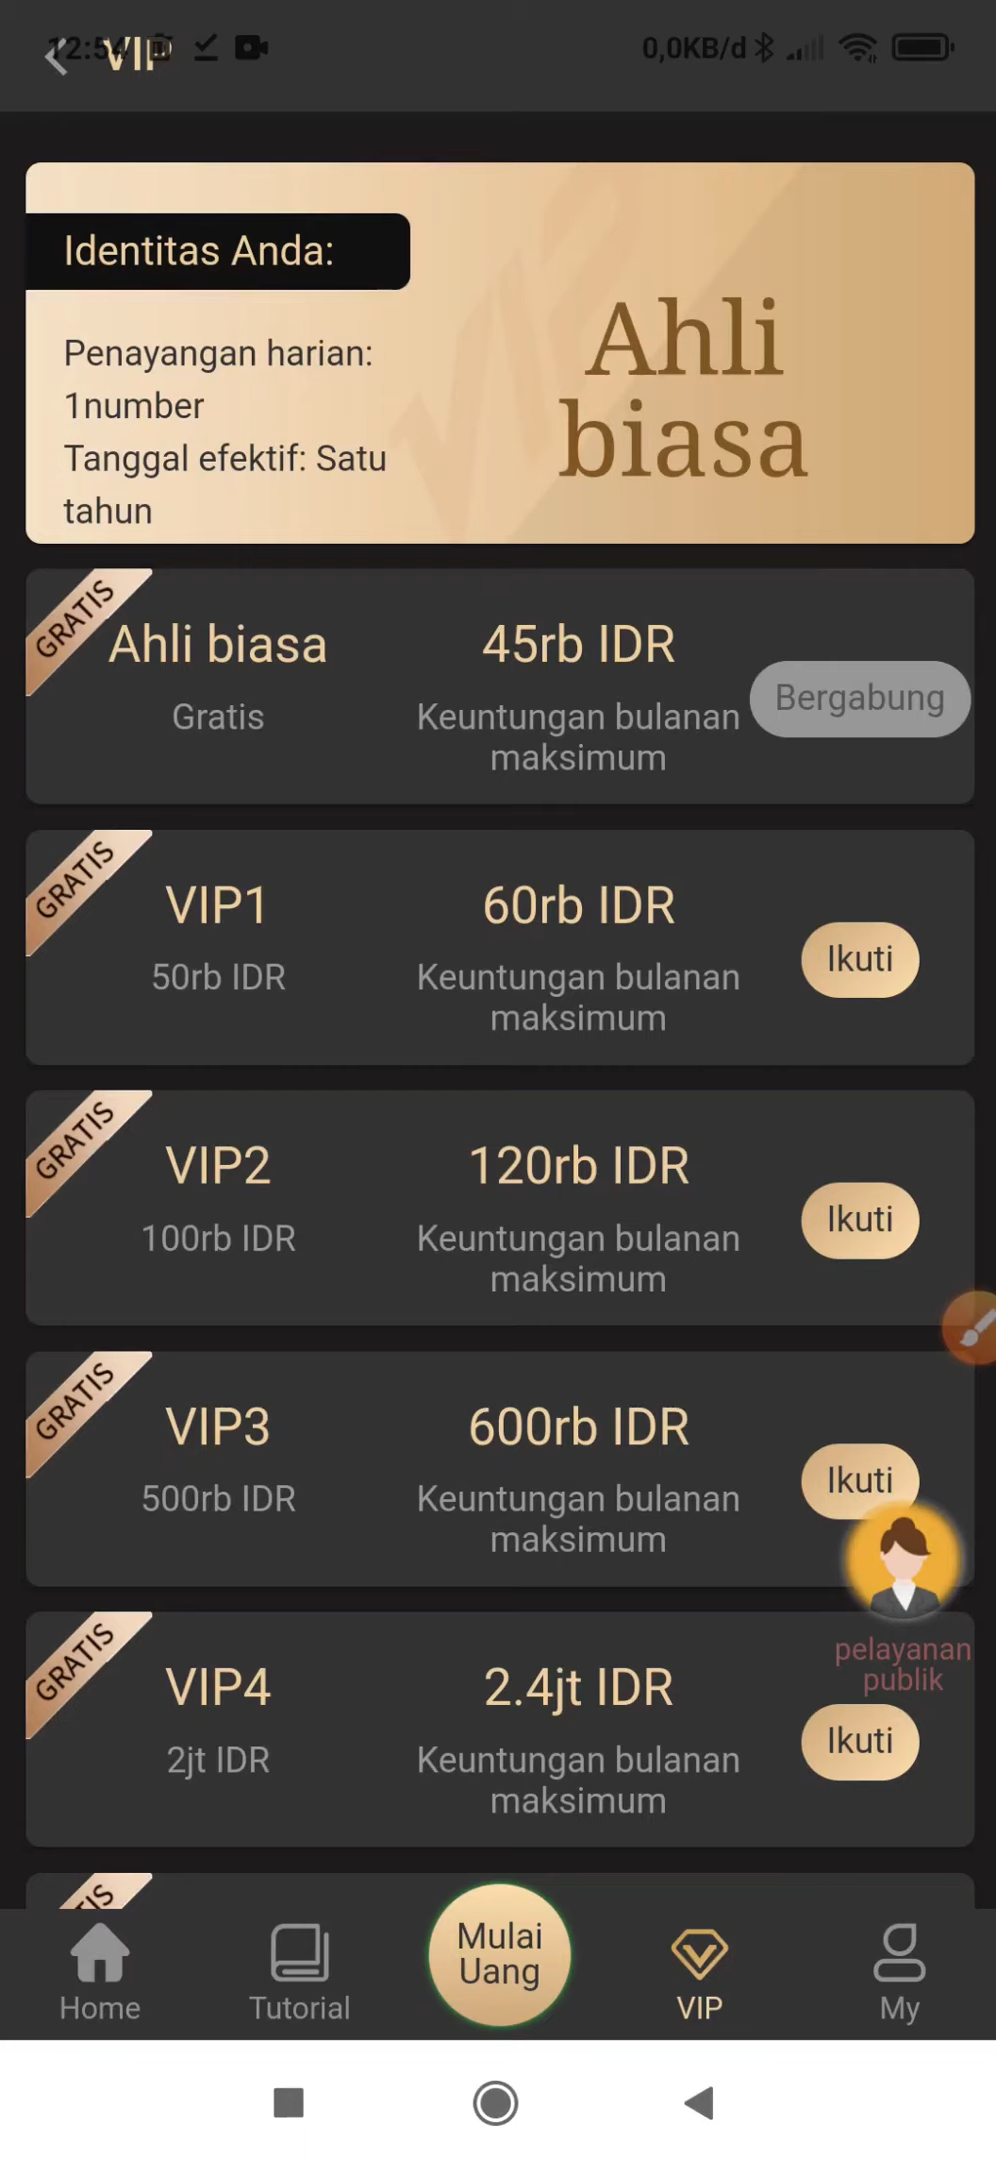 12:54
VIP
0,0KB/d
Identitas Anda:
Penayangan harian:
1number
Tanggal efektif: Satu
tahun
Ahli
biasa
GRATIS
Ahli biasa
Gratis
45rb IDR
Keuntungan bulanan
maksimum
Bergabung
GRATIS
VIP1
50rb IDR
60rb IDR
Keuntungan bulanan
maksimum
Ikuti
GRATIS
VIP2
100rb IDR
120rb IDR
Keuntungan bulanan
maksimum
Ikuti
GRATIS
VIP3
500rb IDR
600rb IDR
Keuntungan bulanan
maksimum
Ikuti
pelayanan
publik
GRATIS
VIP4
2jt IDR
2.4jt IDR
Keuntungan bulanan
maksimum
Ikuti
Home
Tutorial
Mulai
Uang
VIP
My